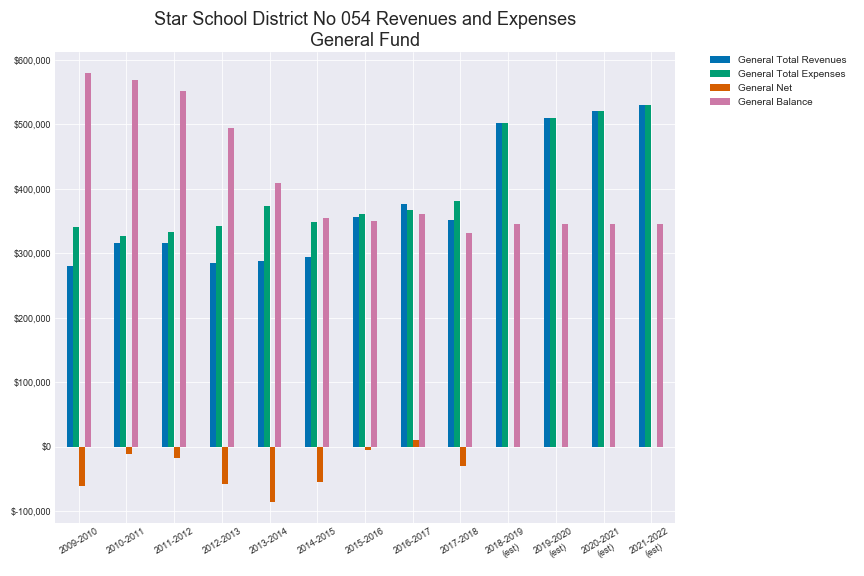 Star School District No 054 Revenues and Expenses
General Fund
General Total Revenues
General Total Expenses
General Net
General Balance
$600,000
$500,000
$400,000
$300,000
$200,000
$100,000
$0
$-100,000
2009-2010
2010-2011
2011-2012
2012-2013
2013-2014
2014-2015
2015-2016
2016-2017
2017-2018
2018-2019
(est)
2019-2020
(est)
2020-2021
(est)
2021-2022
(est)